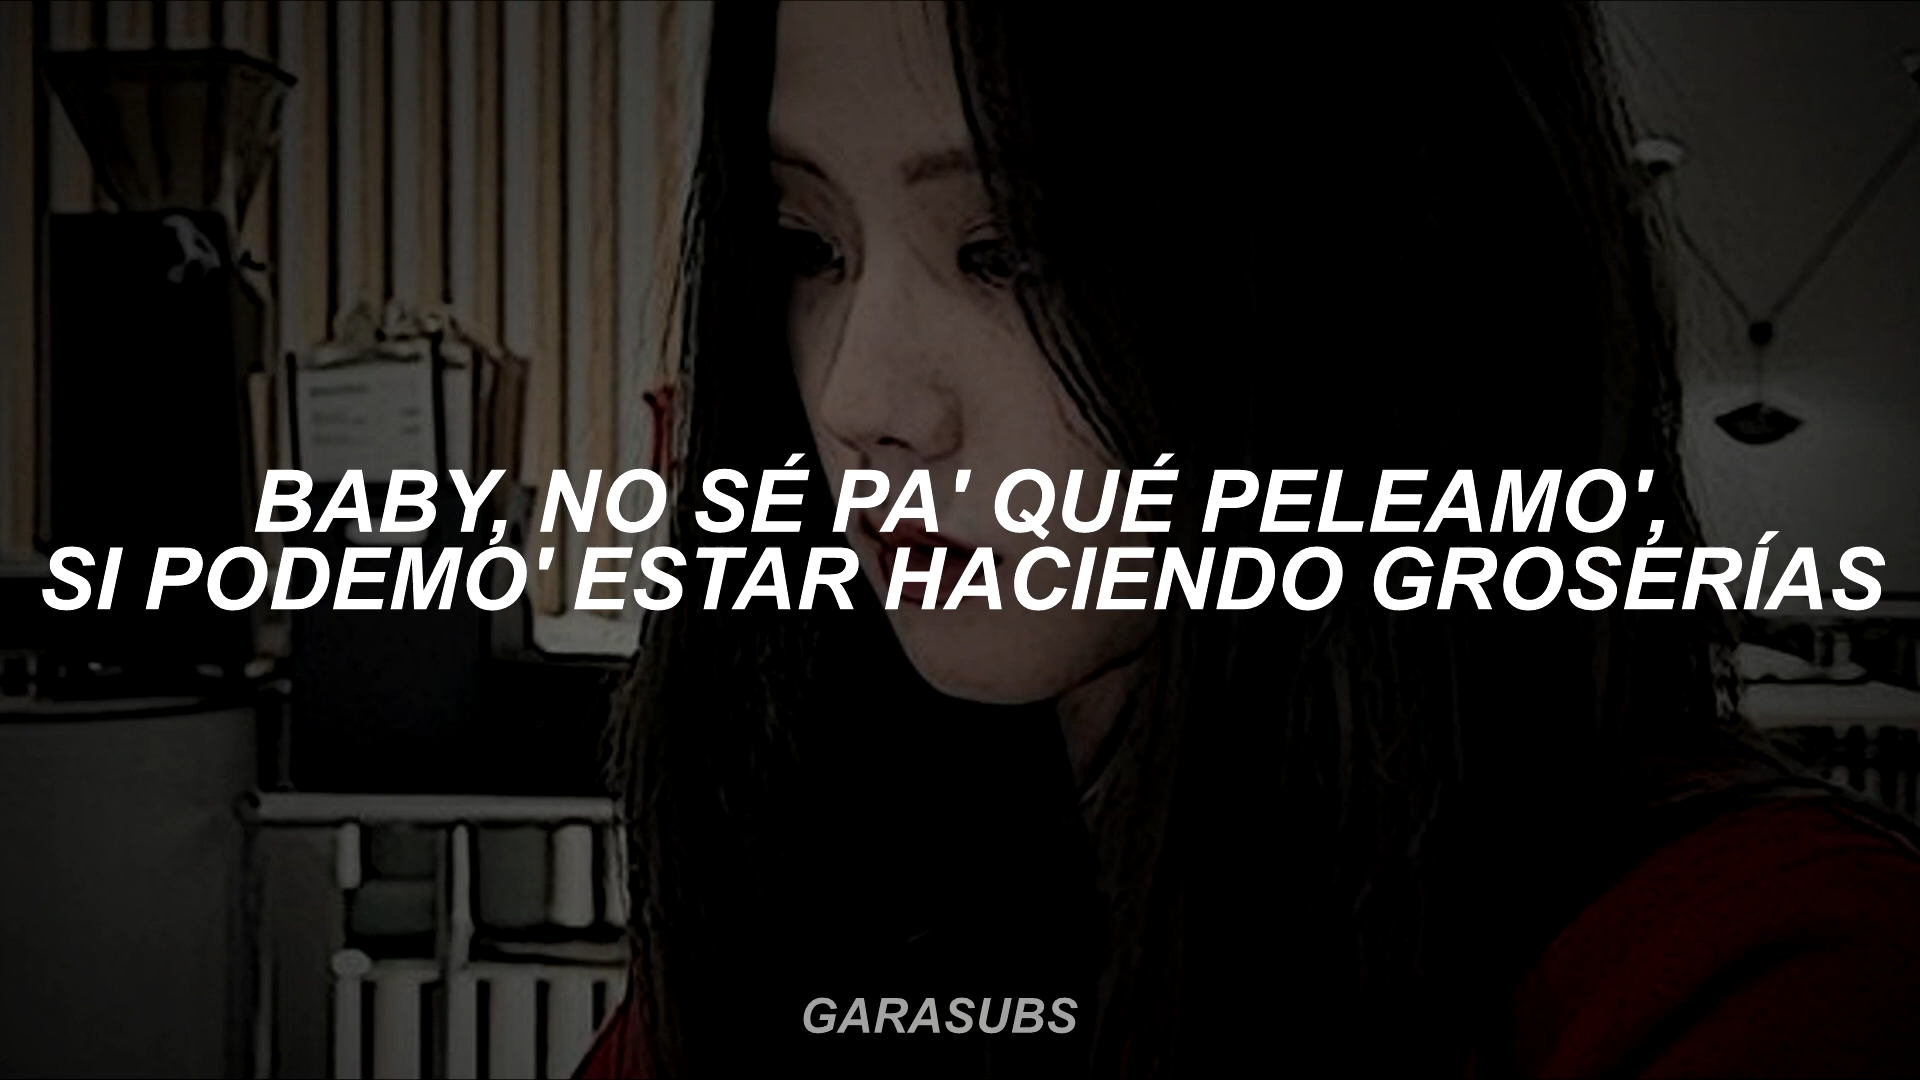 BABY, NO SÉ PA' QUÉ PELEAMO',
SI PODEMO' ESTAR HACIENDO GROSERÍAS
GARASUBS